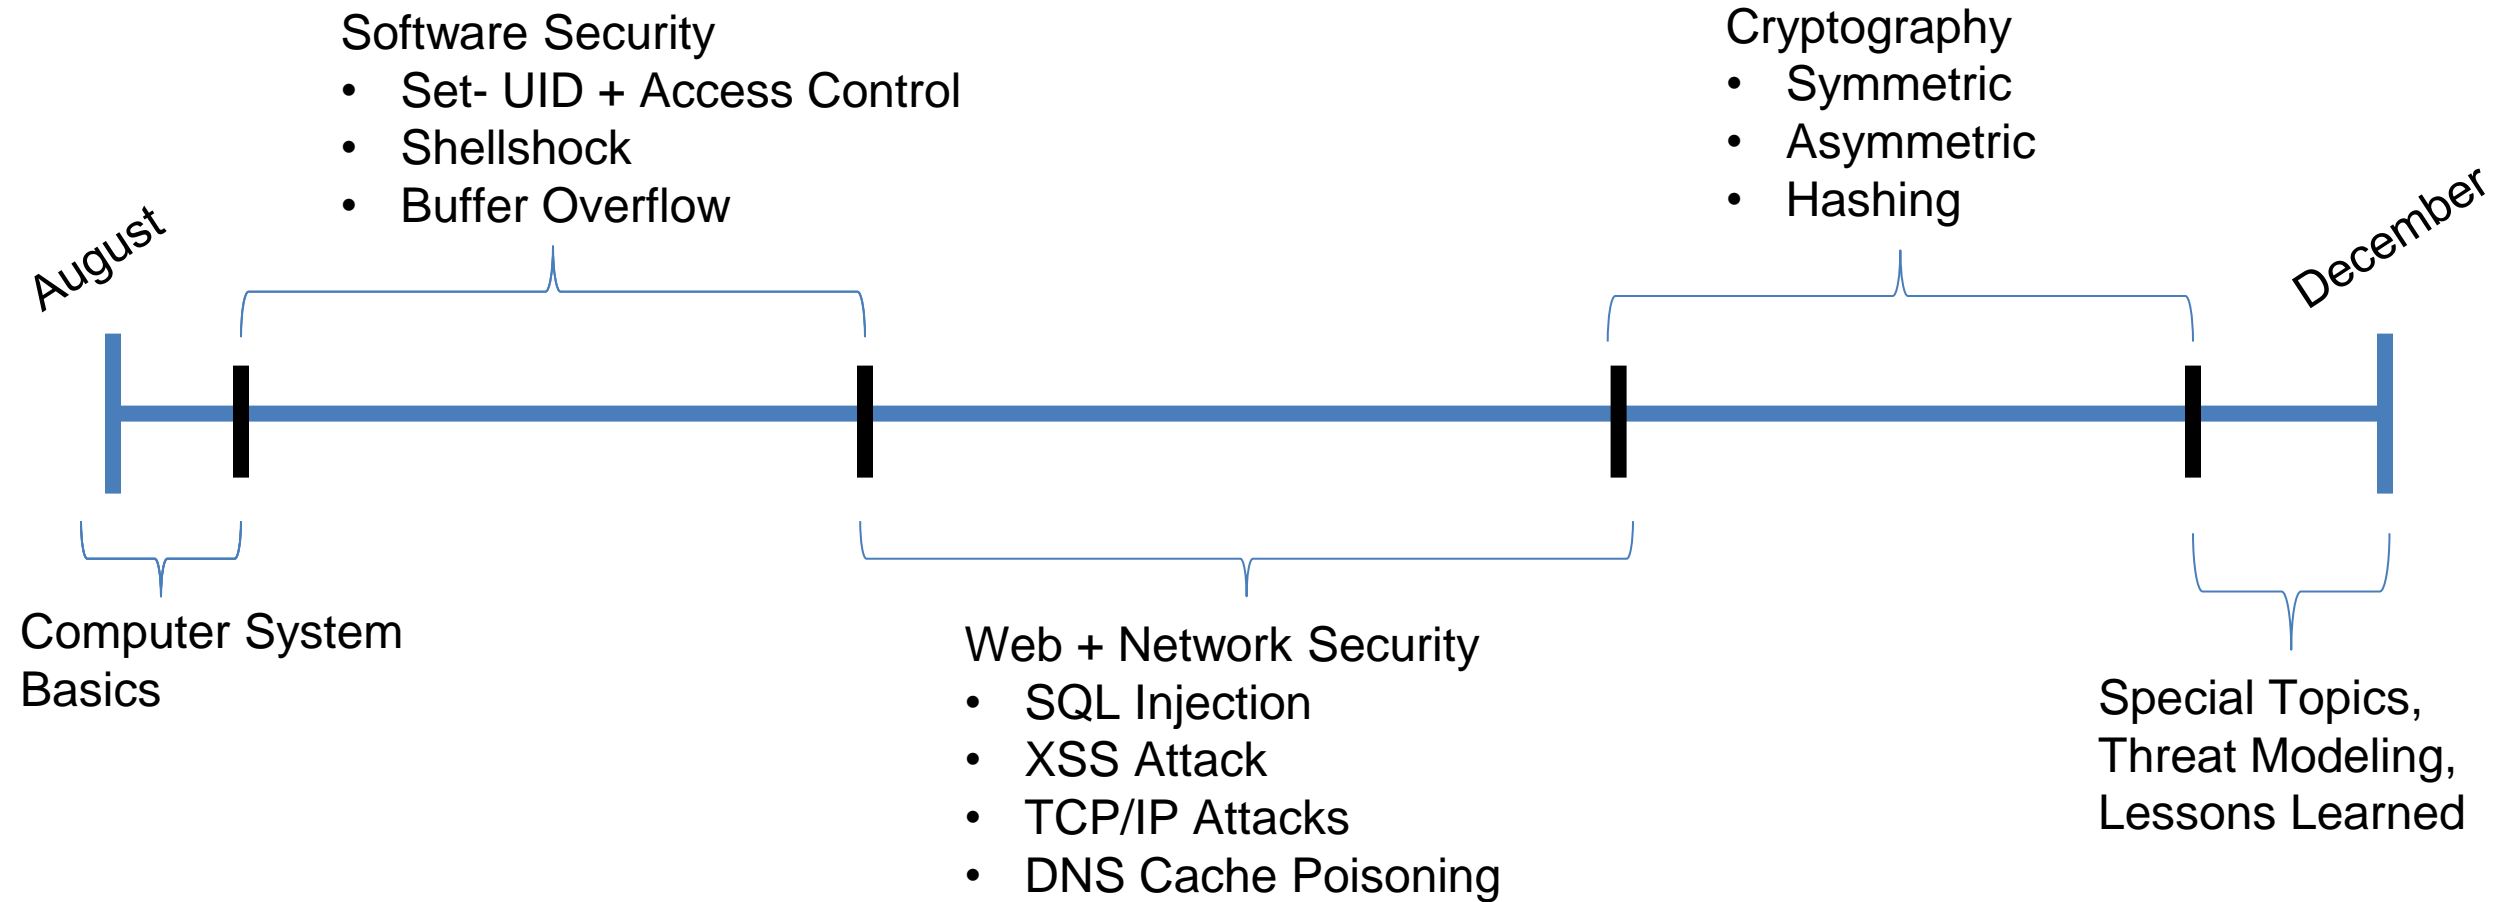 Software Security
• Set- UID + Access Control
• Shellshock
• Buffer Overflow
Cryptography
• Symmetric
• Asymmetric
• Hashing
August
December
Computer System
Basics
Web + Network Security
• SQL Injection
• XSS Attack
• TCP/IP Attacks
• DNS Cache Poisoning
Special Topics,
Threat Modeling,
Lessons Learned